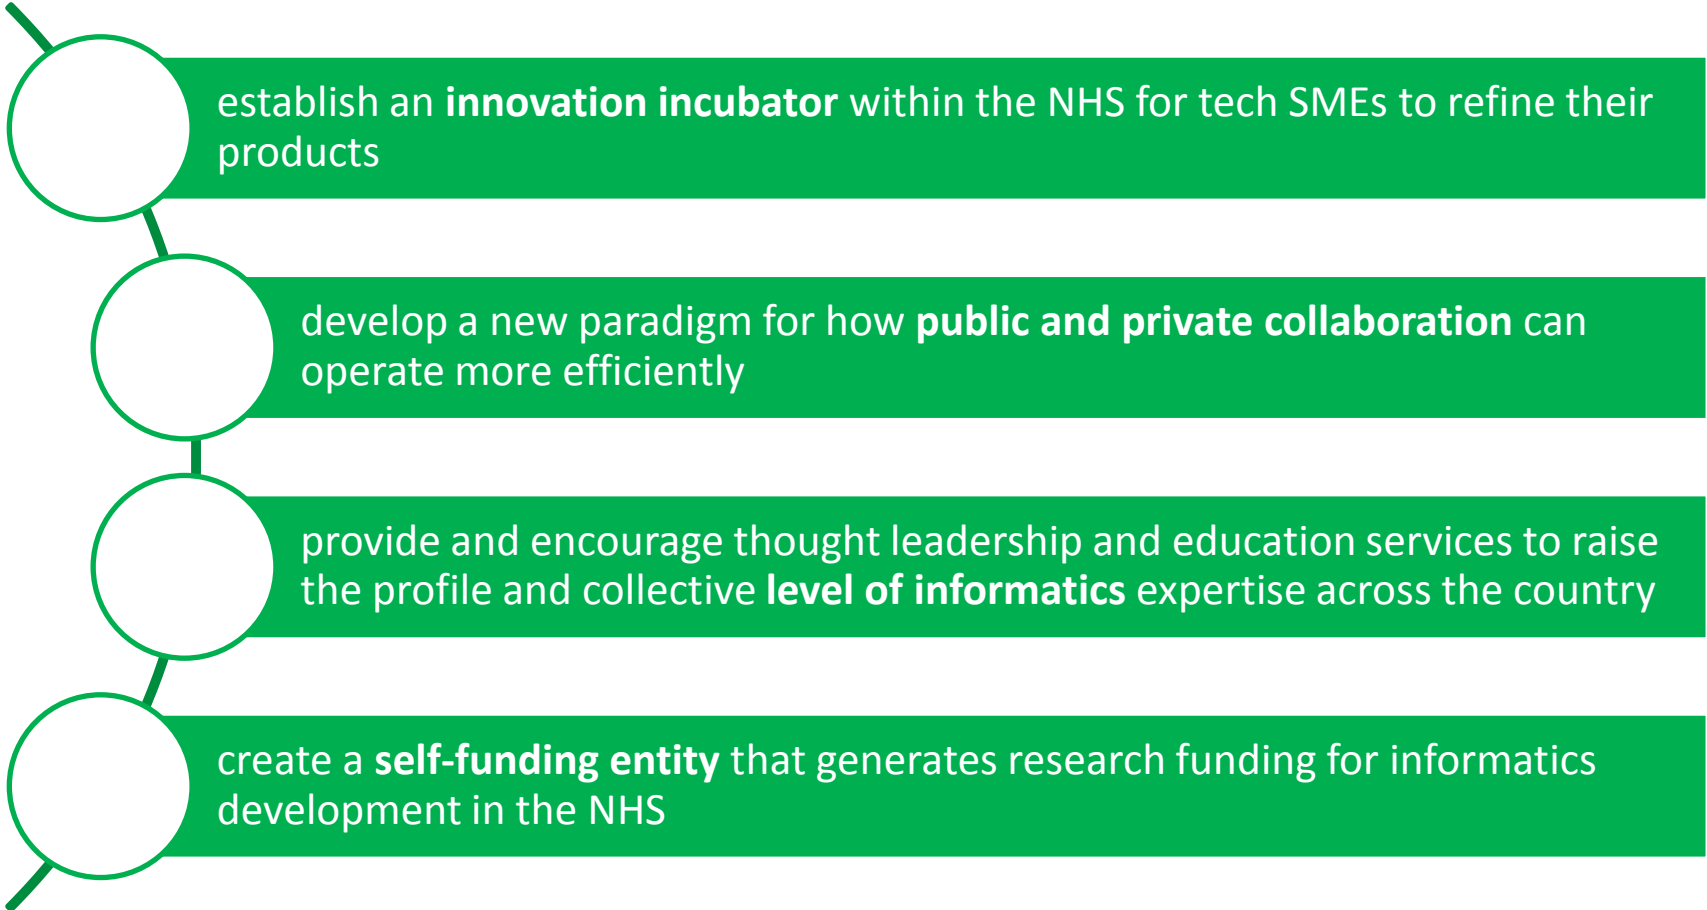 establish an innovation incubator within the NHS for tech SMEs to refine their
products
develop a new paradigm for how public and private collaboration can
operate more efficiently
provide and encourage thought leadership and education services to raise
the profile and collective level of informatics expertise across the country
create a self-funding entity that generates research funding for informatics
development in the NHS